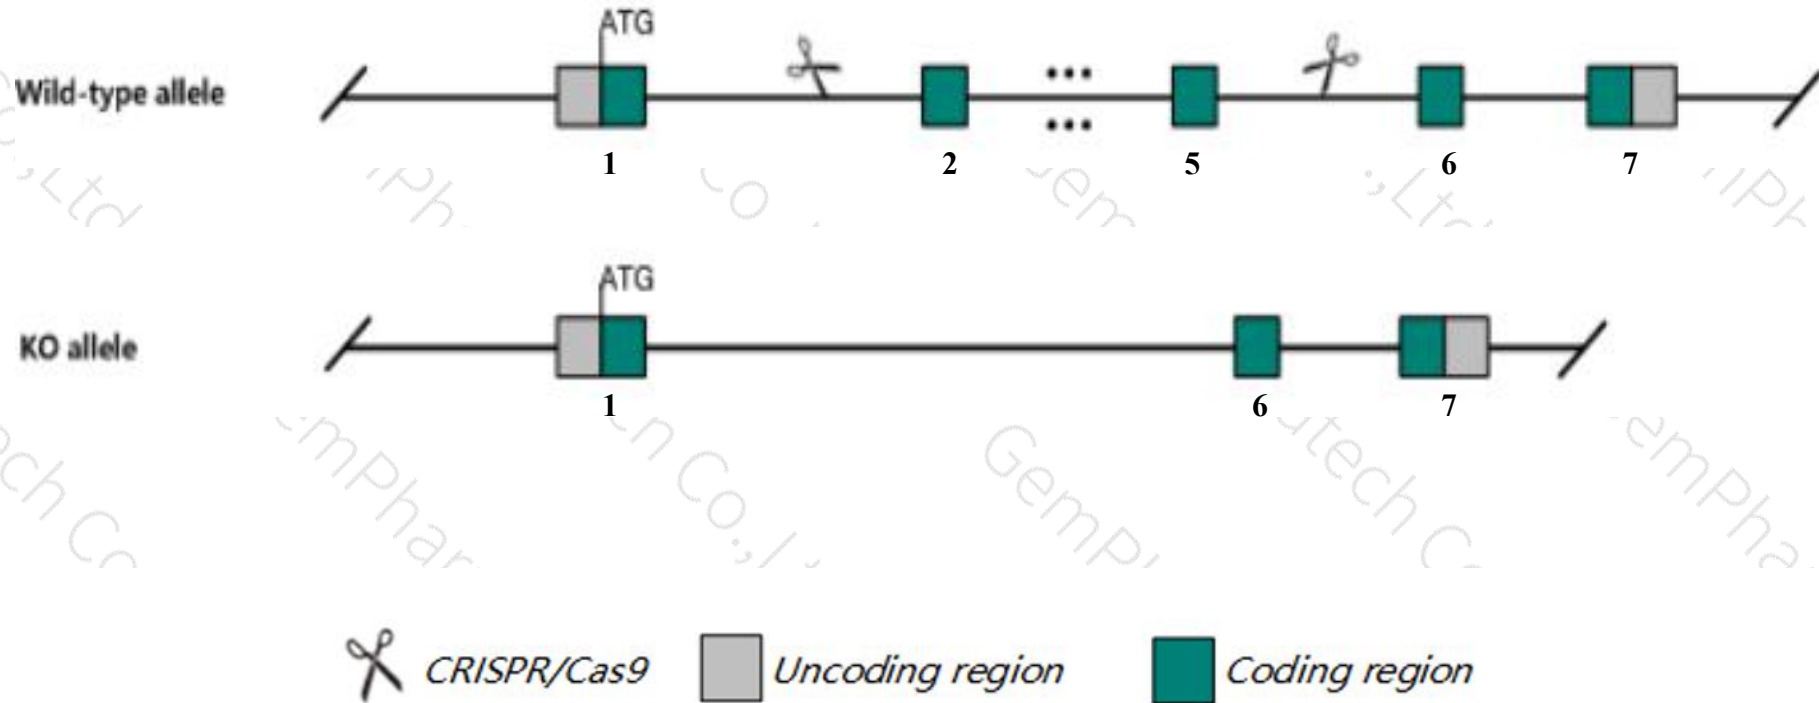 ATG
Wild-type allele
1 2 5 6 7
ATG
KO allele
1 6 7
GemPh
CRISPR/Cas9 Uncoding region Coding region